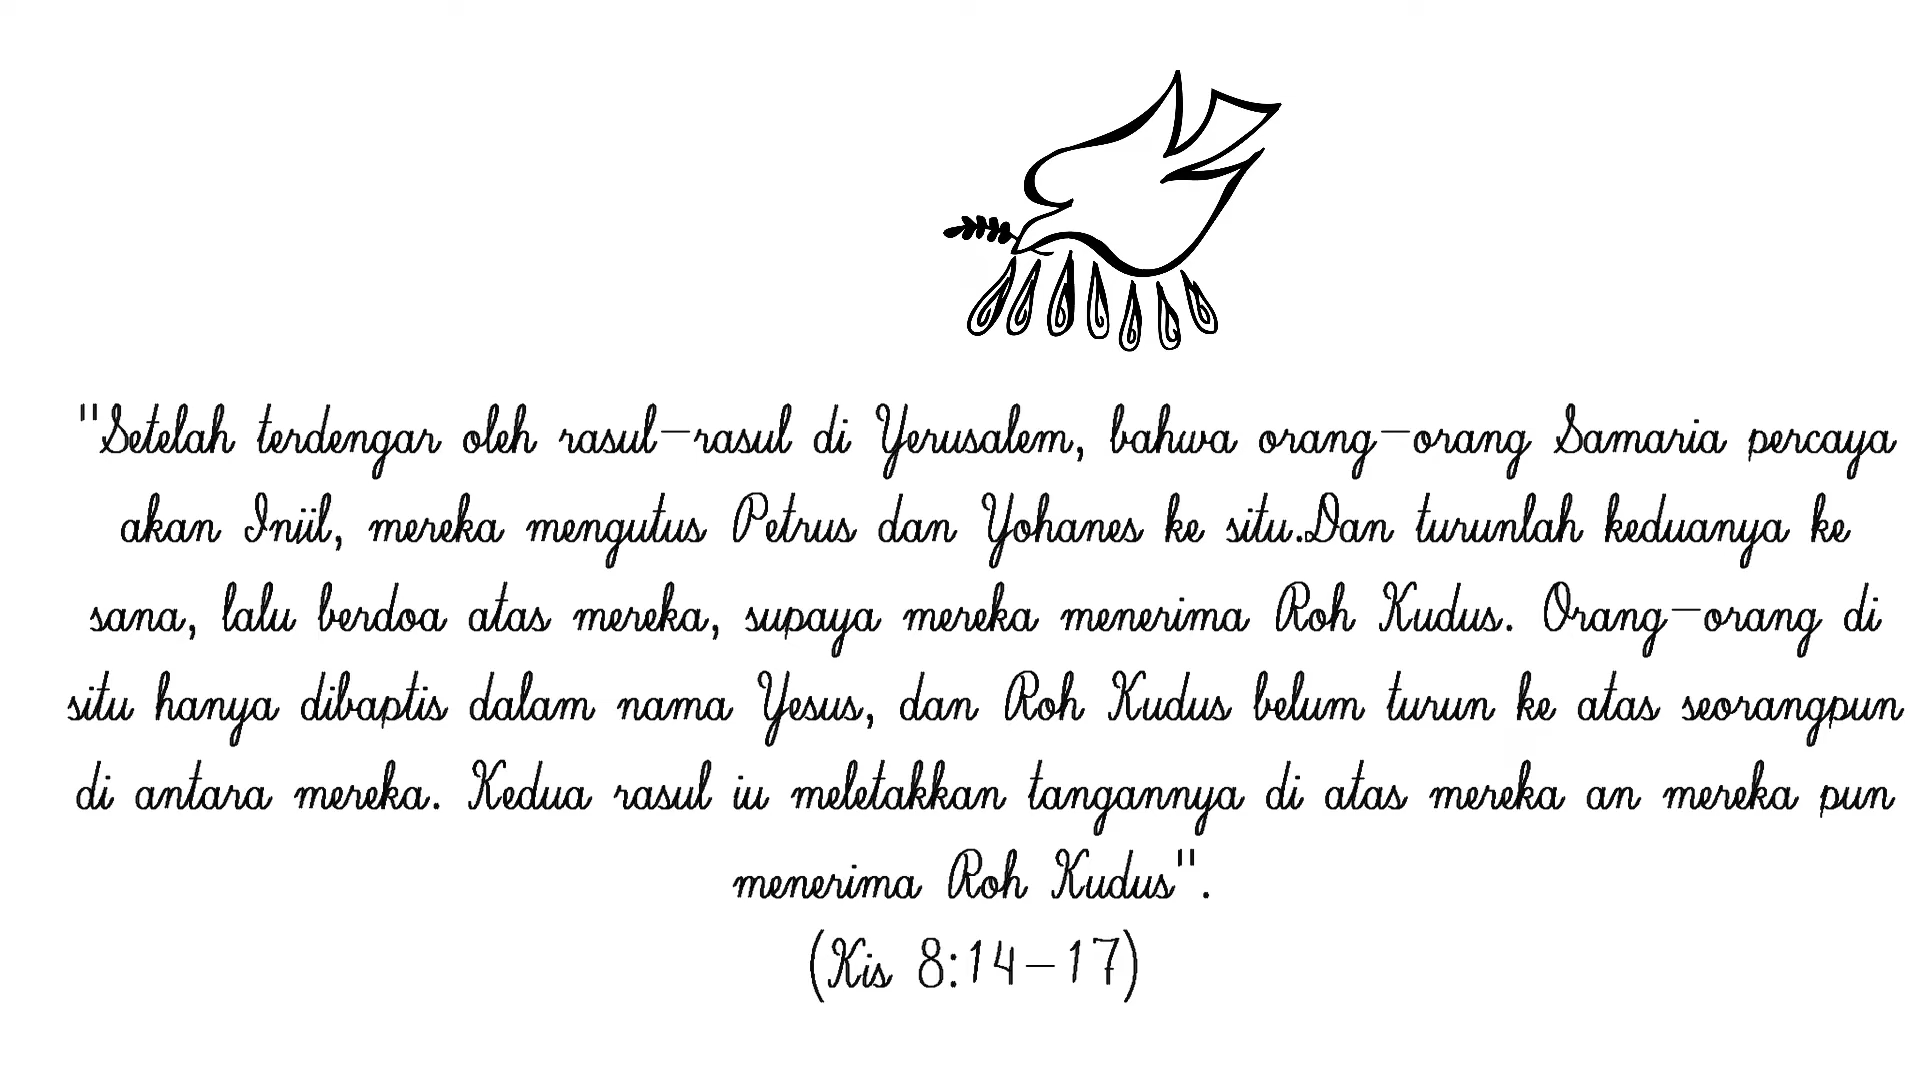 "Setelah terdengar oleh rasul-rasul di Yerusalem, bahwa orang-orang Samaria percaya
akan Iniil, mereka mengutus Petrus dan Yohanes ke situ.Dan turunlah keduanya ke
sana, lalu berdoa atas mereka, supaya mereka menerima Roh Kudus. Orang-orang di
situ hanya dibaptis dalam nama Yesus, dan Roh Kudus belum turun ke atas seorangpun
di antara mereka. Kedua rasul iu meletakkan tangannya di atas mereka an mereka pun
menerima Roh Kudus".
(Kis 8:14-17)